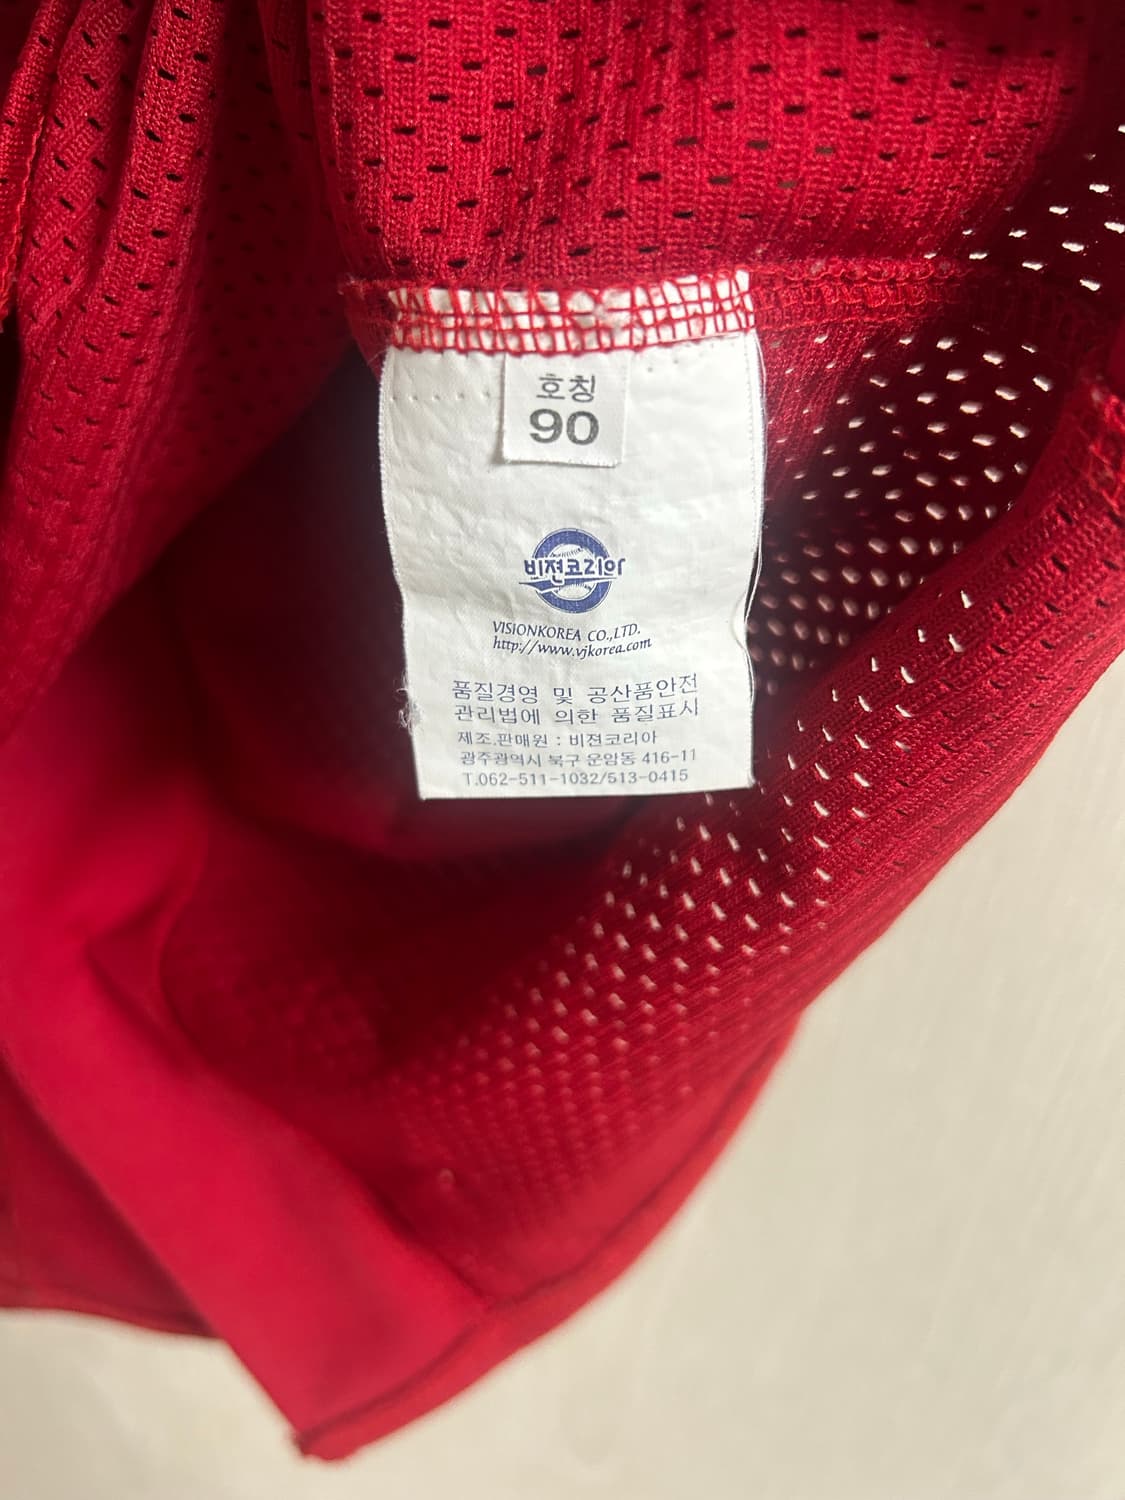 호칭
90
비젼코리아
VISIONKOREA CO.,LTD.
http://www.vjkorea.com
품질경영 및 공산품안전
관리법에 의한 품질표시
제조.판매원 : 비젼코리아
광주광역시 북구 운암동 416-11
T.062-511-1032/513-0415